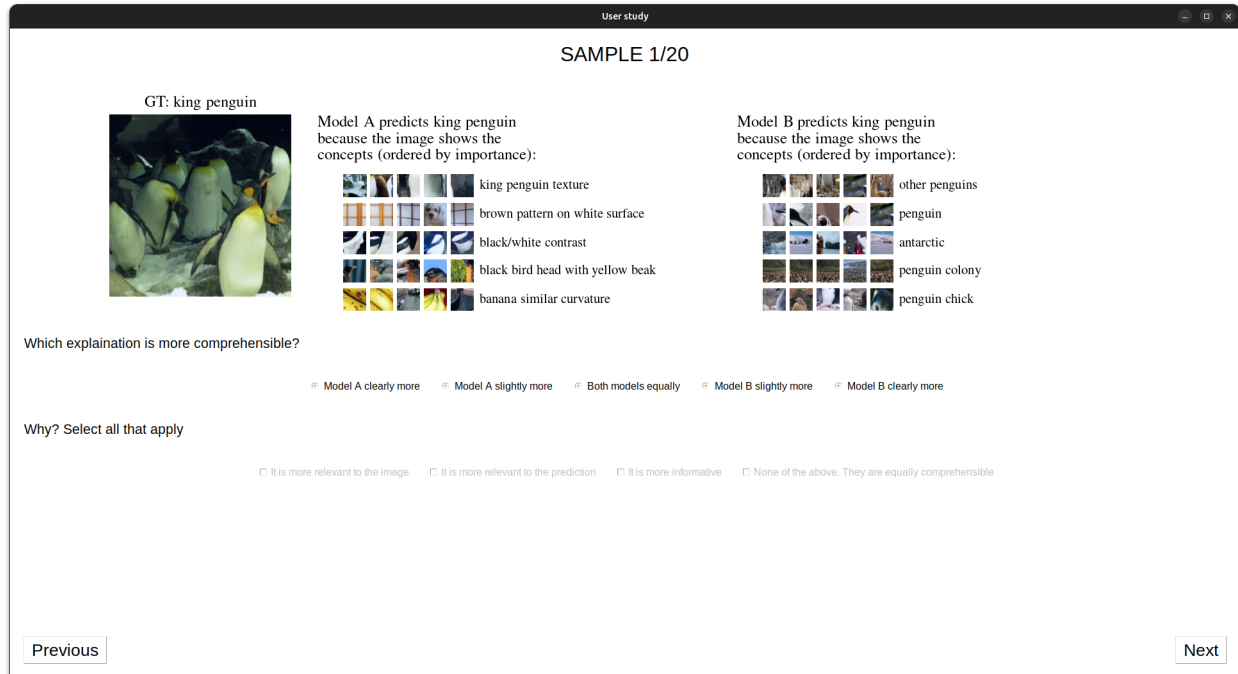 User study
SAMPLE 1/20
GT: king penguin
Model A predicts king penguin
because the image shows the
concepts (ordered by importance):
king penguin texture
brown pattern on white surface
black/white contrast
black bird head with yellow beak
banana similar curvature
Model B predicts king penguin
because the image shows the
concepts (ordered by importance):
other penguins
penguin
antarctic
penguin colony
penguin chick
Which explaination is more comprehensible?
Model A clearly more
Model A slightly more
Both models equally
Model B slightly more
Model B clearly more
Why? Select all that apply
It is more relevant to the image
It is more relevant to the prediction
It is more informative
None of the above. They are equally comprehensible
Previous
Next